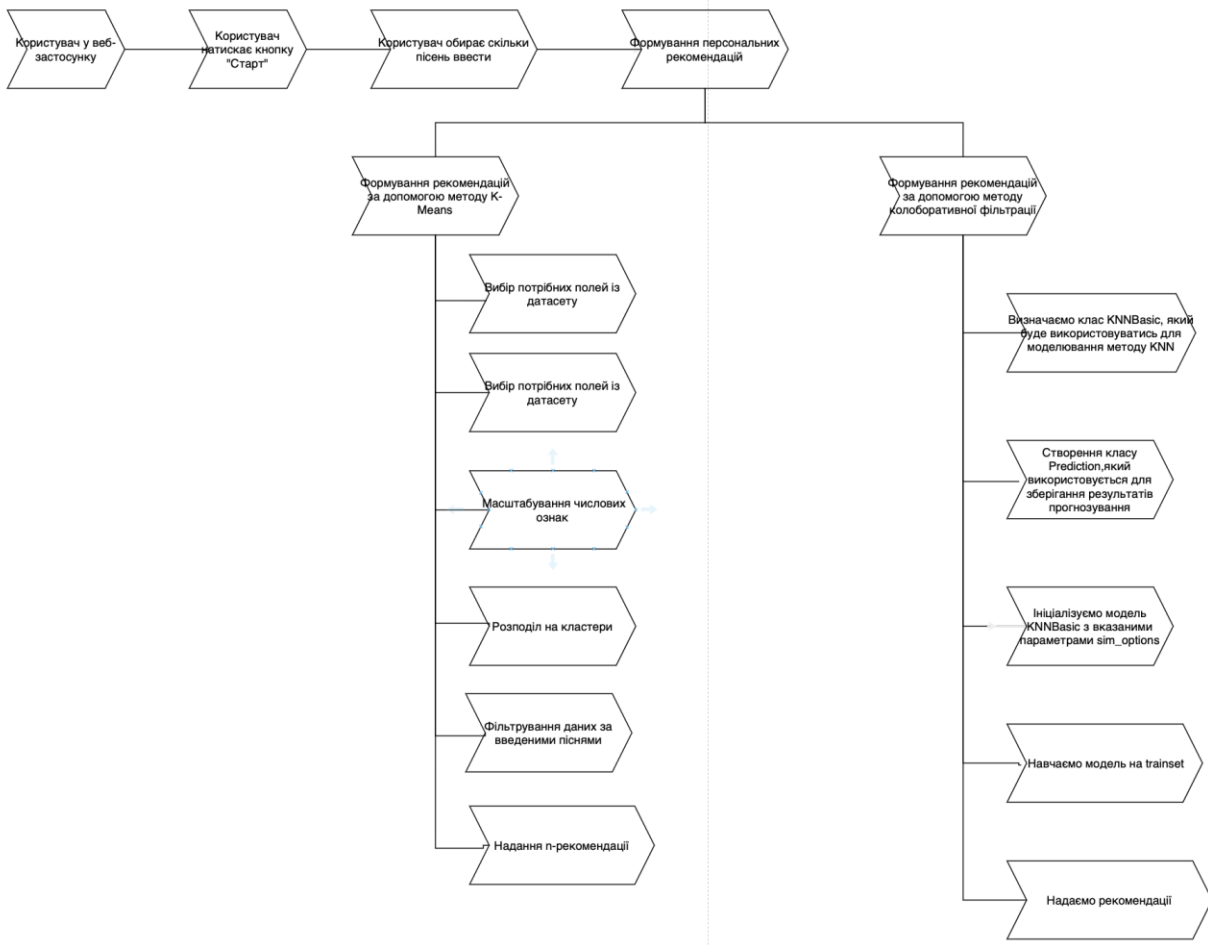 Користувач у веб-
застосунку
Користувач
натискає кнопку
"Старт"
Користувач обирає скільки
пісень ввести
Формування персональних
рекомендацій
Формування рекомендацій
за допомогою методу K-
Means
Вибір потрібних полей із
датасету
Вибір потрібних полей із
датасету
Масштабування числових
ознак
Розподіл на кластери
Фільтрування даних за
введеними піснями
Надання n-рекомендації
Формування рекомендацій
за допомогою методу
колоборативної фільтрації
Визначаємо клас KNNBasic, який
буде використовуватись для
моделювання методу KNN
Створення класу
Prediction,який
використовується для
зберігання результатів
прогнозування
Ініціалізуємо модель
KNNBasic з вказаними
параметрами sim_options
Навчаємо модель на trainset
Надаємо рекомендації